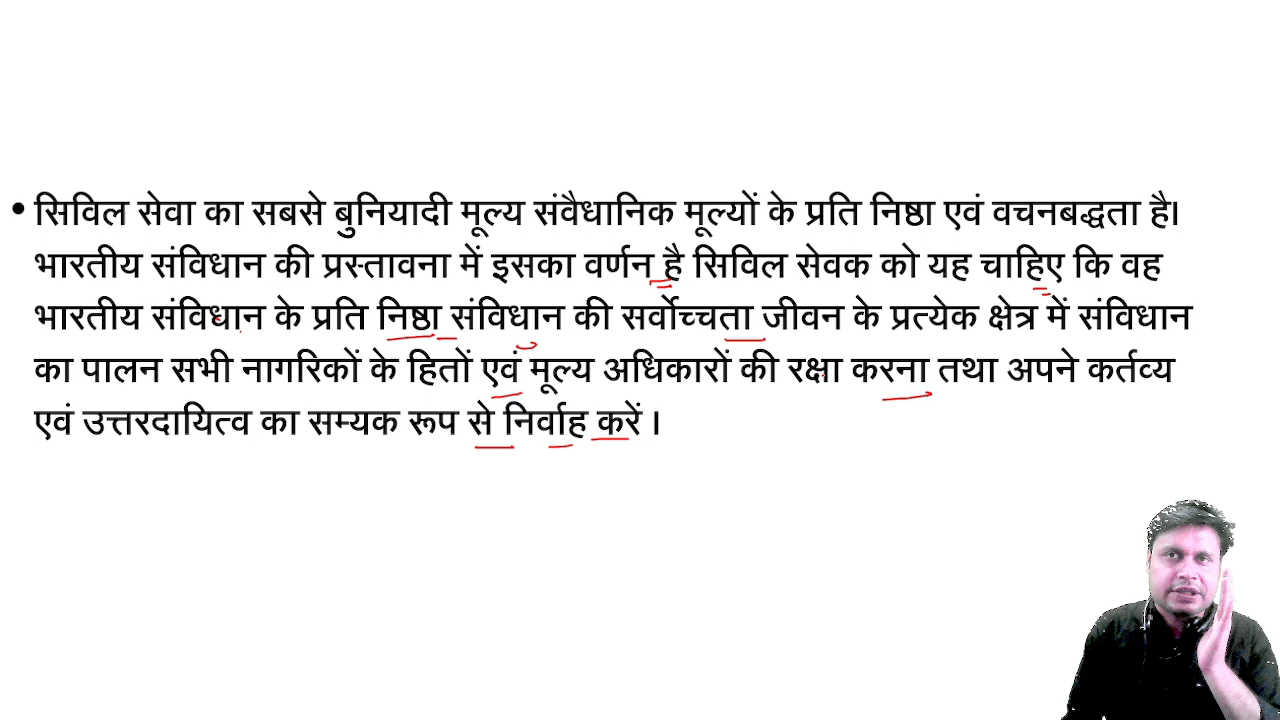 • सिविल सेवा का सबसे बुनियादी मूल्य संवैधानिक मूल्यों के प्रति निष्ठा एवं वचनबद्धता है।
भारतीय संविधान की प्रस्तावना में इसका वर्णन है सिविल सेवक को यह चाहिए कि वह
भारतीय संविधान के प्रति निष्ठा संविधान की सर्वोच्चता जीवन के प्रत्येक क्षेत्र में संविधान
का पालन सभी नागरिकों के हितों एवं मूल्य अधिकारों की रक्षा करना तथा अपने कर्तव्य
एवं उत्तरदायित्व का सम्यक रूप से निर्वाह करें ।